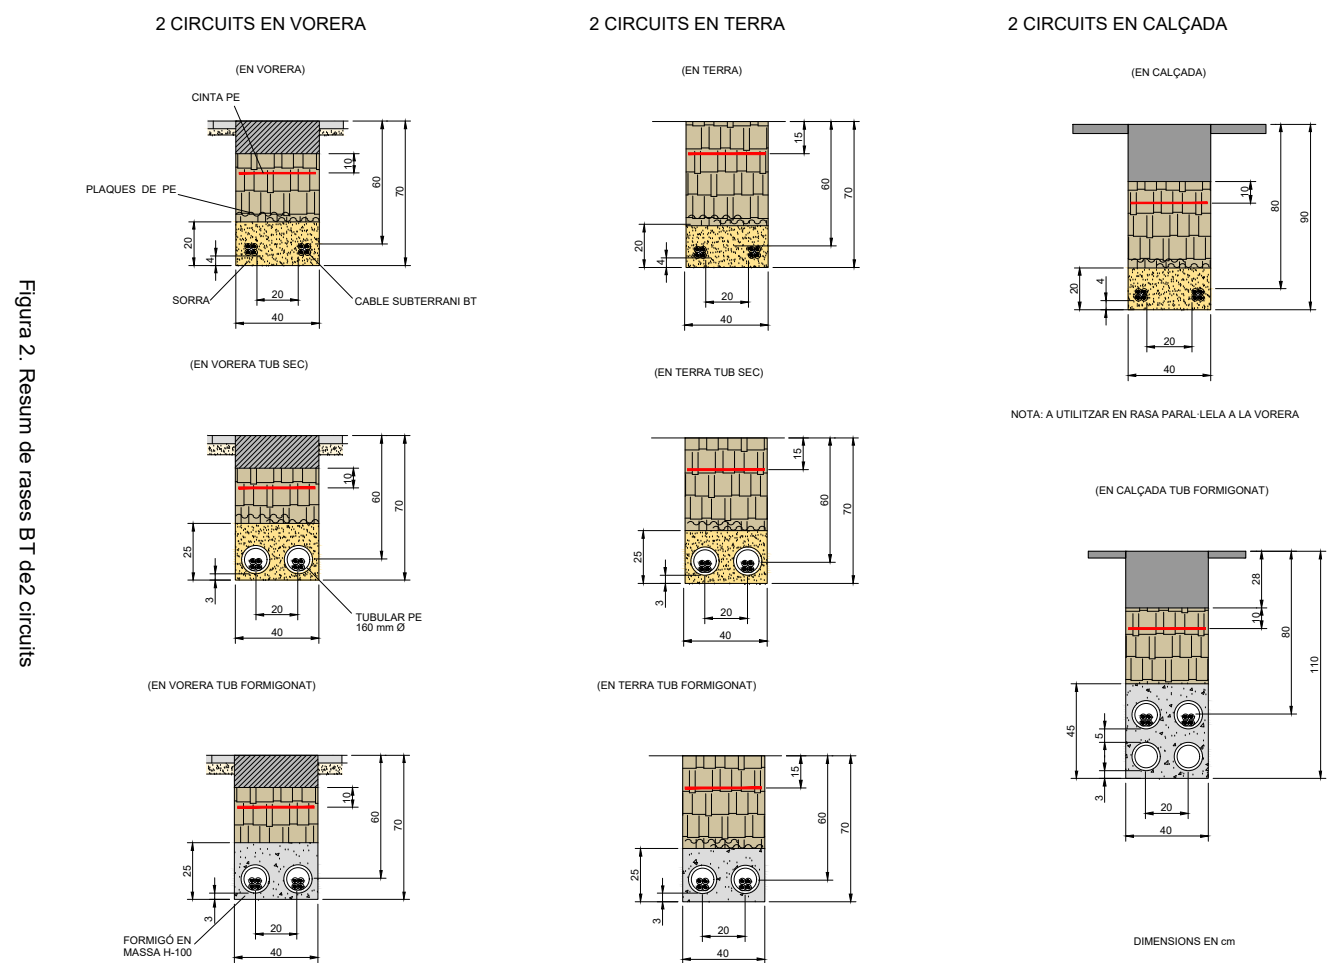 2 CIRCUITS EN VORERA
(EN VORERA)
CINTA PE
PLAQUES DE PE
10
60
70
20
4
SORRA
20
CABLE SUBTERRANI BT
40
(EN VORERA TUB SEC)
10
60
70
25
3
20
40
TUBULAR PE
160 mm Ø
(EN VORERA TUB FORMIGONAT)
10
60
70
25
3
20
40
FORMIGÓ EN
MASSA H-100
2 CIRCUITS EN TERRA
(EN TERRA)
15
60
70
20
4
20
40
(EN TERRA TUB SEC)
15
60
70
25
3
20
40
(EN TERRA TUB FORMIGONAT)
15
60
70
25
3
20
40
2 CIRCUITS EN CALÇADA
(EN CALÇADA)
10
80
90
20
4
20
40
NOTA: A UTILITZAR EN RASA PARAL·LELA A LA VORERA
(EN CALÇADA TUB FORMIGONAT)
28
10
80
110
45
5
3
20
40
DIMENSIONS EN cm
Figura 2. Resum de rases BT de2 circuits